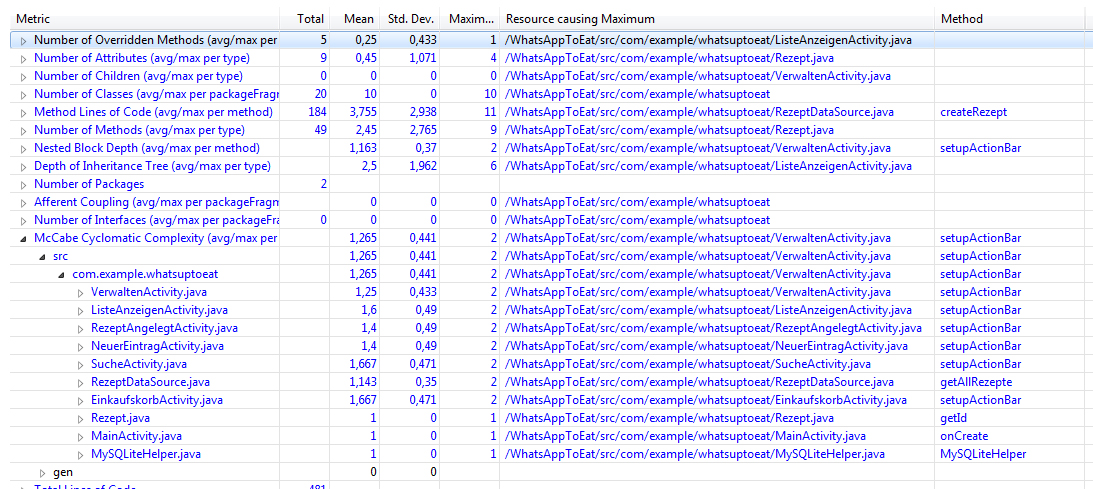 Metric Total Mean Std. Dev. Maxim... Resource causing Maximum Method
Number of Overridden Methods (avg/max per 5 0,25 0,433 1 /WhatsAppToEat/src/com/example/whatsuptoeat/ListeAnzeigenActivity.java
Number of Attributes (avg/max per type) 9 0,45 1,071 4 /WhatsAppToEat/src/com/example/whatsuptoeat/Rezept.java
Number of Children (avg/max per type) 0 0 0 0 /WhatsAppToEat/src/com/example/whatsuptoeat/VerwaltenActivity.java
Number of Classes (avg/max per packageFragr 20 10 0 10 /WhatsAppToEat/src/com/example/whatsuptoeat
Method Lines of Code (avg/max per method) 184 3,755 2,938 11 /WhatsAppToEat/src/com/example/whatsuptoeat/RezeptDataSource.java createRezept
Number of Methods (avg/max per type) 49 2,45 2,765 9 /WhatsAppToEat/src/com/example/whatsuptoeat/Rezept.java
Nested Block Depth (avg/max per method) 1,163 0,37 2 /WhatsAppToEat/src/com/example/whatsuptoeat/VerwaltenActivity.java setupActionBar
Depth of Inheritance Tree (avg/max per type) 2,5 1,962 6 /WhatsAppToEat/src/com/example/whatsuptoeat/ListeAnzeigenActivity.java
Number of Packages 2
Afferent Coupling (avg/max per packageFragm 0 0 0 /WhatsAppToEat/src/com/example/whatsuptoeat
Number of Interfaces (avg/max per packageFra 0 0 0 0 /WhatsAppToEat/src/com/example/whatsuptoeat
McCabe Cyclomatic Complexity (avg/max per 1,265 0,441 2 /WhatsAppToEat/src/com/example/whatsuptoeat/VerwaltenActivity.java setupActionBar
src 1,265 0,441 2 /WhatsAppToEat/src/com/example/whatsuptoeat/VerwaltenActivity.java setupActionBar
com.example.whatsuptoeat 1,265 0,441 2 /WhatsAppToEat/src/com/example/whatsuptoeat/VerwaltenActivity.java setupActionBar
VerwaltenActivity.java 1,25 0,433 2 /WhatsAppToEat/src/com/example/whatsuptoeat/VerwaltenActivity.java setupActionBar
ListeAnzeigenActivity.java 1,6 0,49 2 /WhatsAppToEat/src/com/example/whatsuptoeat/ListeAnzeigenActivity.java setupActionBar
RezeptAngelegtActivity.java 1,4 0,49 2 /WhatsAppToEat/src/com/example/whatsuptoeat/RezeptAngelegtActivity.java setupActionBar
NeuerEintragActivity.java 1,4 0,49 2 /WhatsAppToEat/src/com/example/whatsuptoeat/NeuerEintragActivity.java setupActionBar
SucheActivity.java 1,667 0,471 2 /WhatsAppToEat/src/com/example/whatsuptoeat/SucheActivity.java setupActionBar
RezeptDataSource.java 1,143 0,35 2 /WhatsAppToEat/src/com/example/whatsuptoeat/RezeptDataSource.java getAllRezepte
EinkaufskorbActivity.java 1,667 0,471 2 /WhatsAppToEat/src/com/example/whatsuptoeat/EinkaufskorbActivity.java setupActionBar
Rezept.java 1 0 1 /WhatsAppToEat/src/com/example/whatsuptoeat/Rezept.java getId
MainActivity.java 1 0 1 /WhatsAppToEat/src/com/example/whatsuptoeat/MainActivity.java onCreate
MySQLiteHelper.java 1 0 1 /WhatsAppToEat/src/com/example/whatsuptoeat/MySQLiteHelper.java MySQLiteHelper
gen 0 0
Total Lines of Code 481